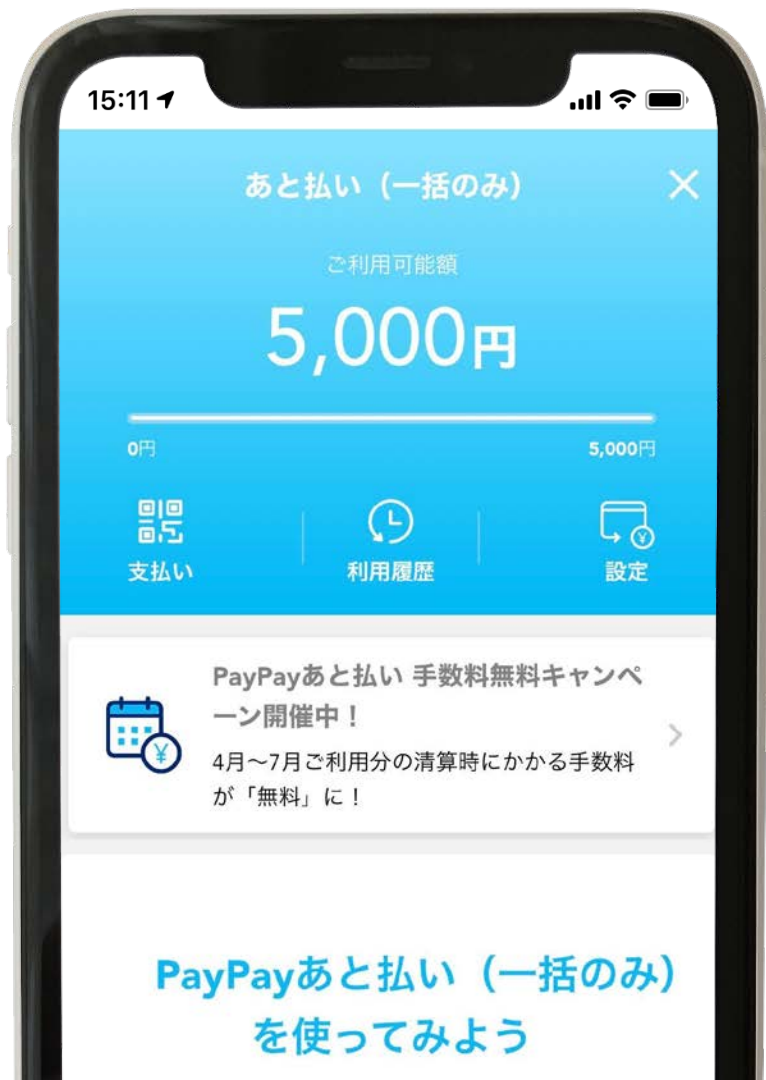 15:11
あと払い（一括のみ）
ご利用可能額
5,000円
0円 5,000円
支払い 利用履歴 設定
PayPayあと払い 手数料無料キャンペ
ーン開催中！
4月～7月ご利用分の清算時にかかる手数料
が「無料」に！
PayPayあと払い（一括のみ）
を使ってみよう